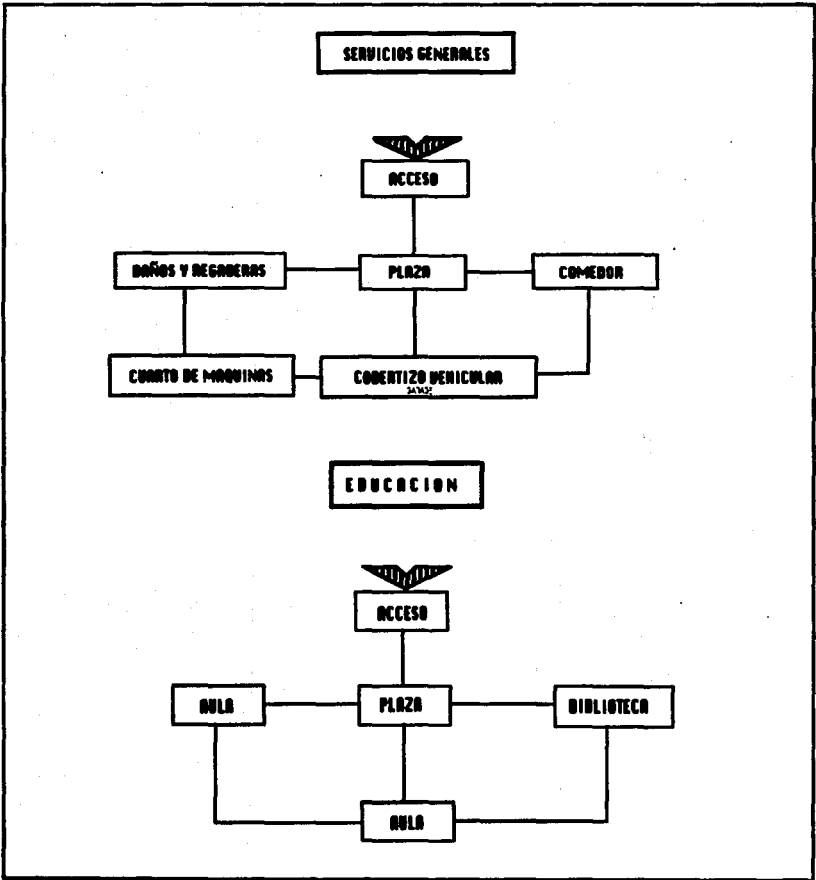 SERVICIOS GENERALES
ACCESO
BAÑOS Y REGADERAS
PLAZA
COMEDOR
CUARTO DE MAQUINAS
COBERTIZO VEHICULAR
EDUCACION
ACCESO
AULA
PLAZA
BIBLIOTECA
AULA